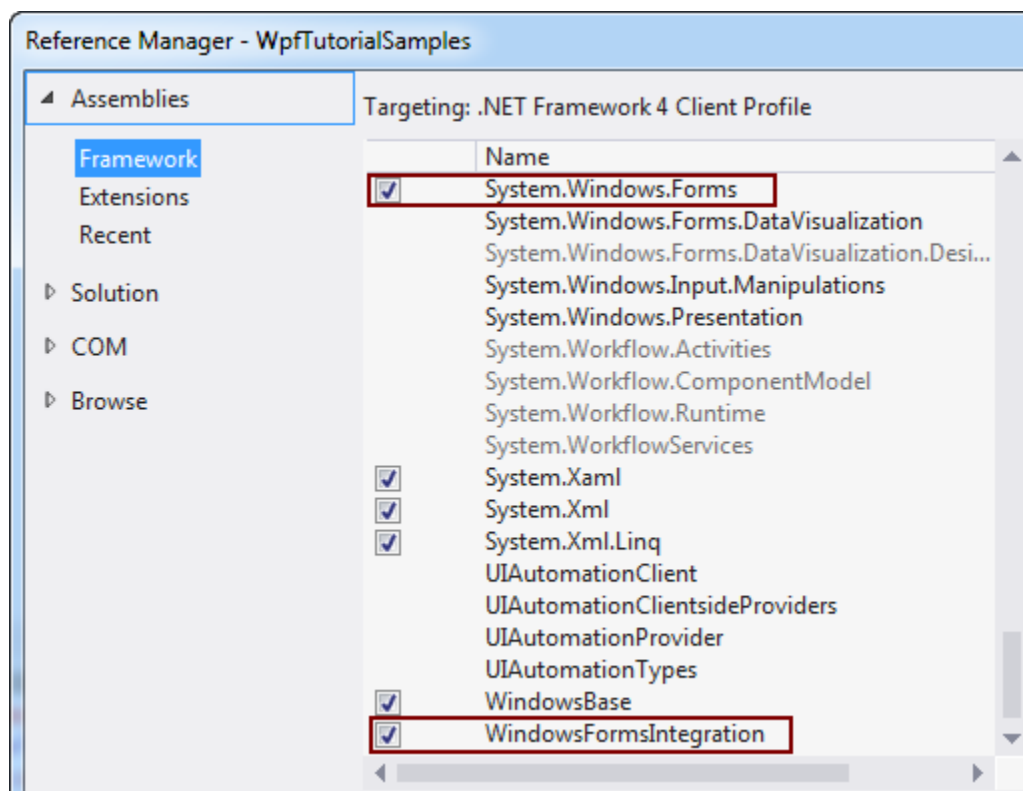 Reference Manager - WpfTutorialSamples
Assemblies
Framework
Extensions
Recent
Solution
COM
Browse
Targeting: .NET Framework 4 Client Profile
Name
System.Windows.Forms
System.Windows.Forms.DataVisualization
System.Windows.Forms.DataVisualization.Desi...
System.Windows.Input.Manipulations
System.Windows.Presentation
System.Workflow.Activities
System.Workflow.ComponentModel
System.Workflow.Runtime
System.WorkflowServices
System.Xaml
System.Xml
System.Xml.Linq
UIAutomationClient
UIAutomationClientsideProviders
UIAutomationProvider
UIAutomationTypes
WindowsBase
WindowsFormsIntegration